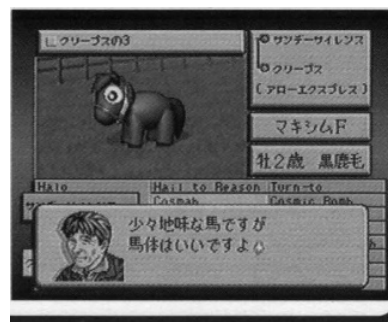 クリーゴスの3
サンデーサイレンス
クリーゴス
(アローエクスプレス)
マキシムF
牡2歳 黒鹿毛
Halo
Hail to Reason
Turn-to
Cosmah
Cosmic Bomb
少々地味な馬ですが
馬体はいいですよ